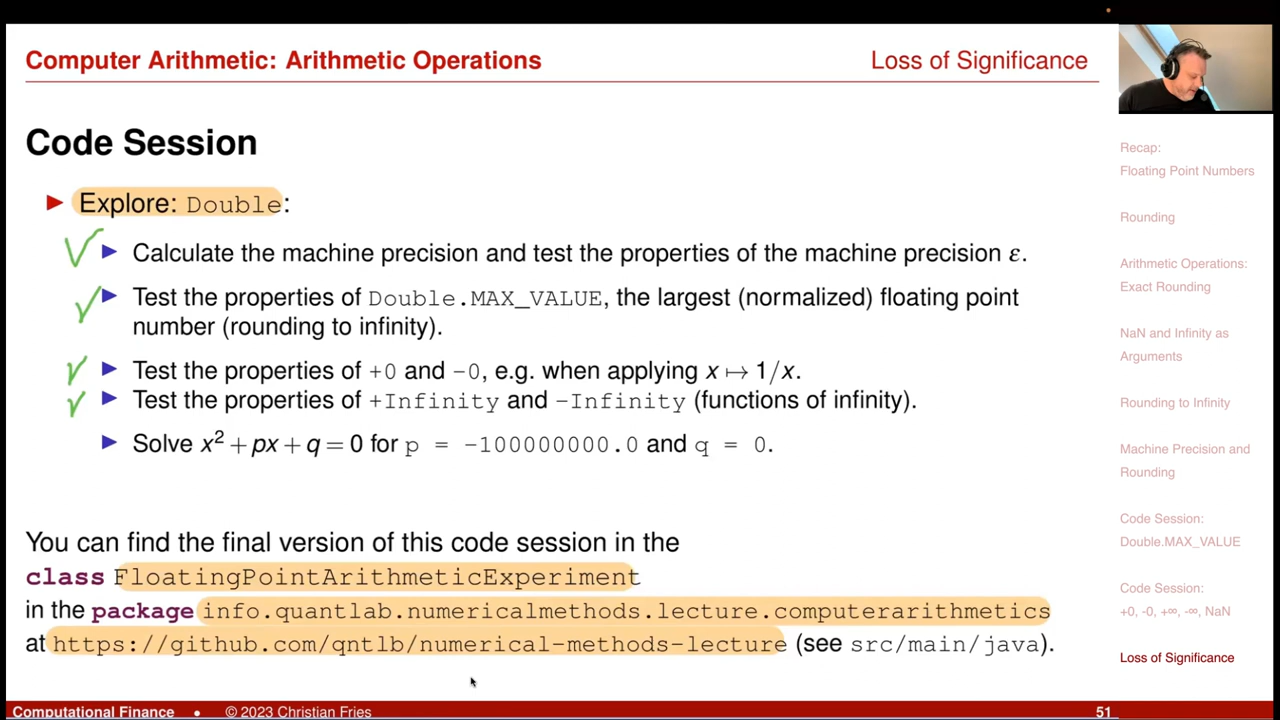 Computer Arithmetic: Arithmetic Operations
Loss of Significance
Code Session
Explore: Double:
Calculate the machine precision and test the properties of the machine precision ε.
Test the properties of Double.MAX_VALUE, the largest (normalized) floating point
number (rounding to infinity).
Test the properties of +0 and -0, e.g. when applying x ↦ 1/x.
Test the properties of +Infinity and -Infinity (functions of infinity).
Solve x² + px + q = 0 for p = -100000000.0 and q = 0.
You can find the final version of this code session in the
class FloatingPointArithmeticExperiment
in the package info.quantlab.numericalmethods.lecture.computerarithmetics
at https://github.com/qntlb/numerical-methods-lecture (see src/main/java).
Recap:
Floating Point Numbers
Rounding
Arithmetic Operations:
Exact Rounding
NaN and Infinity as
Arguments
Rounding to Infinity
Machine Precision and
Rounding
Code Session:
Double.MAX_VALUE
Code Session:
+0, -0, +∞, -∞, NaN
Loss of Significance
Computational Finance • © 2023 Christian Fries
51